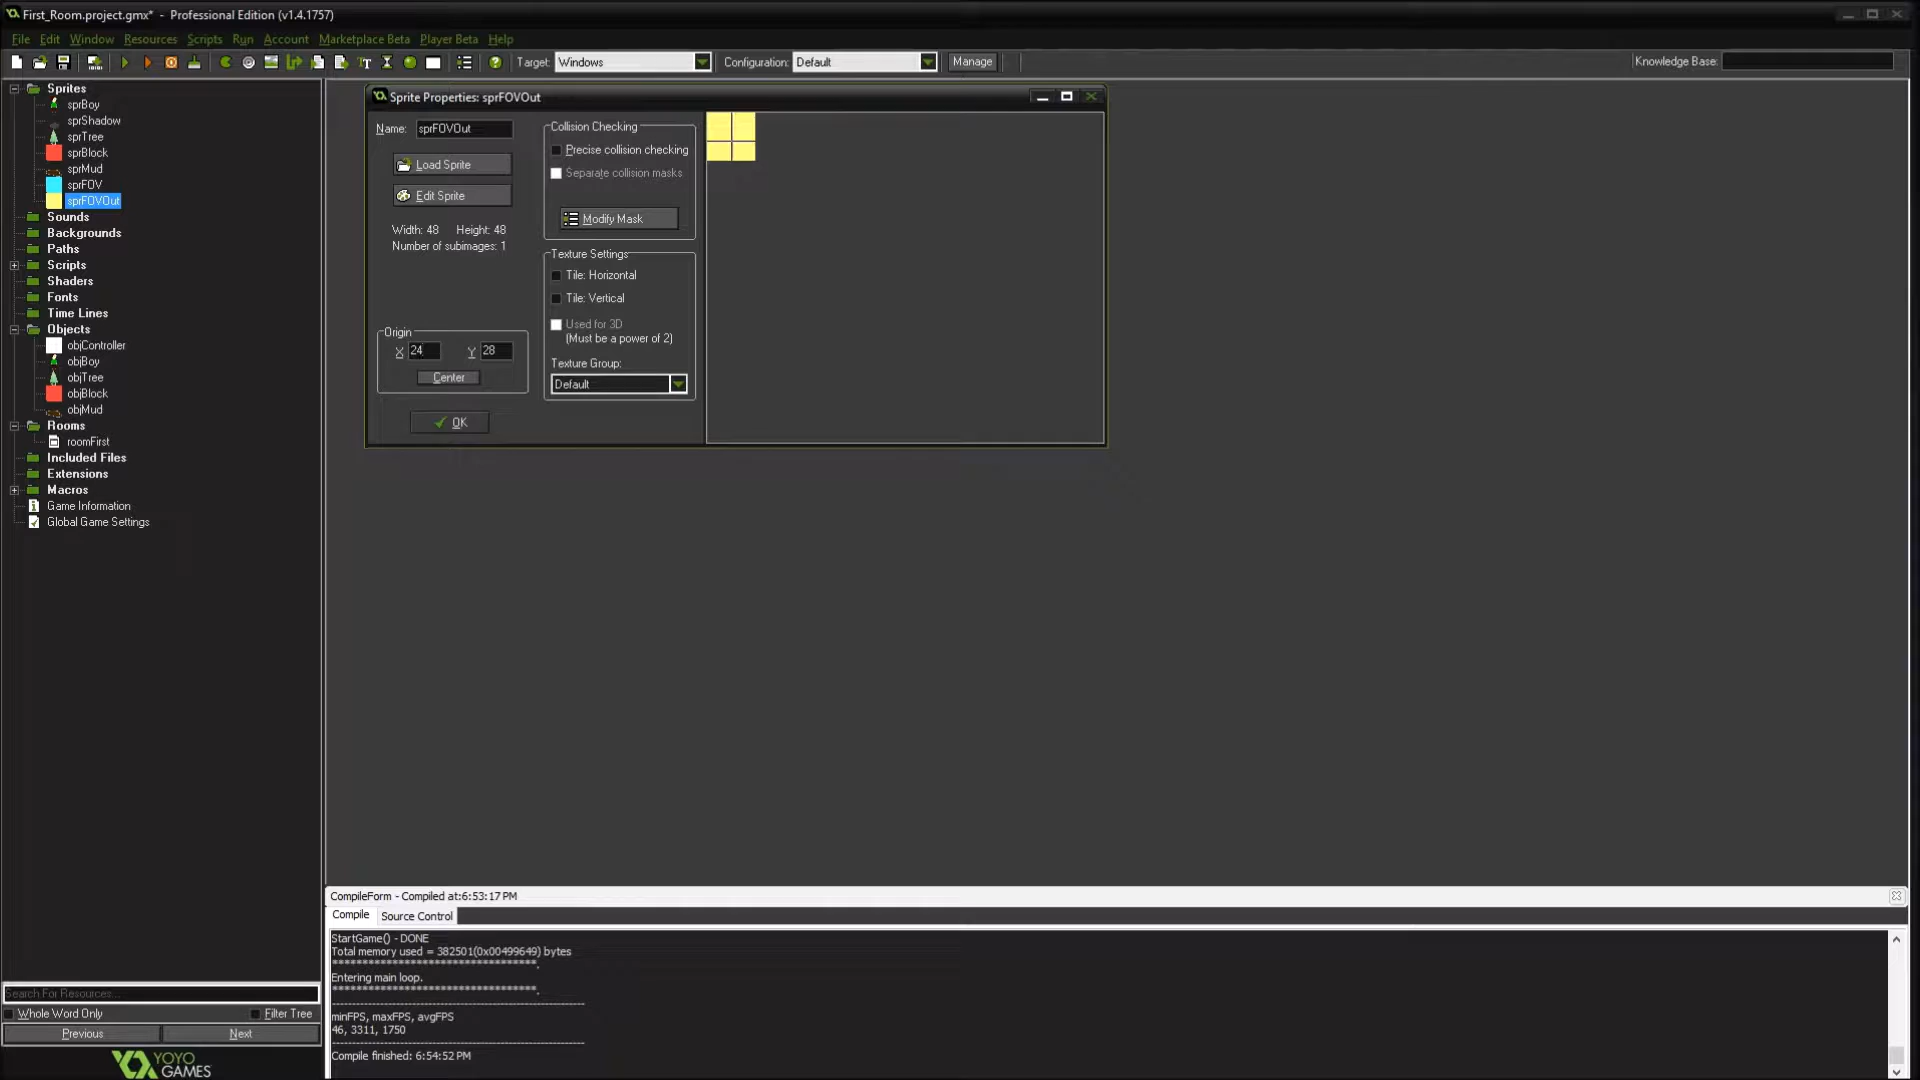 First_Room.project.gmx* - Professional Edition (v1.4.1757)
File Edit Window Resources Scripts Run Account Marketplace Beta Player Beta Help
Target: Windows Configuration: Default Manage Knowledge Base:
Sprites
sprBoy
sprShadow
sprTree
sprBlock
sprMud
sprFOV
sprFOVOut
Sounds
Backgrounds
Paths
Scripts
Shaders
Fonts
Time Lines
Objects
objController
objBoy
objTree
objBlock
objMud
Rooms
roomFirst
Included Files
Extensions
Macros
Game Information
Global Game Settings
Search For Resources...
Whole Word Only Filter Tree
Previous Next
YOYO
GAMES
Sprite Properties: sprFOVOut
Name: sprFOVOut
Load Sprite
Edit Sprite
Width: 48 Height: 48
Number of subimages: 1
Origin
X 24 Y 28
Center
OK
Collision Checking
Precise collision checking
Separate collision masks
Modify Mask
Texture Settings
Tile: Horizontal
Tile: Vertical
Used for 3D
(Must be a power of 2)
Texture Group:
Default
CompileForm - Compiled at:6:53:17 PM
Compile Source Control
StartGame() - DONE
Total memory used = 382501(0x00499649) bytes
***********************************.
Entering main loop.
***********************************.
minFPS, maxFPS, avgFPS
46, 3311, 1750
Compile finished: 6:54:52 PM